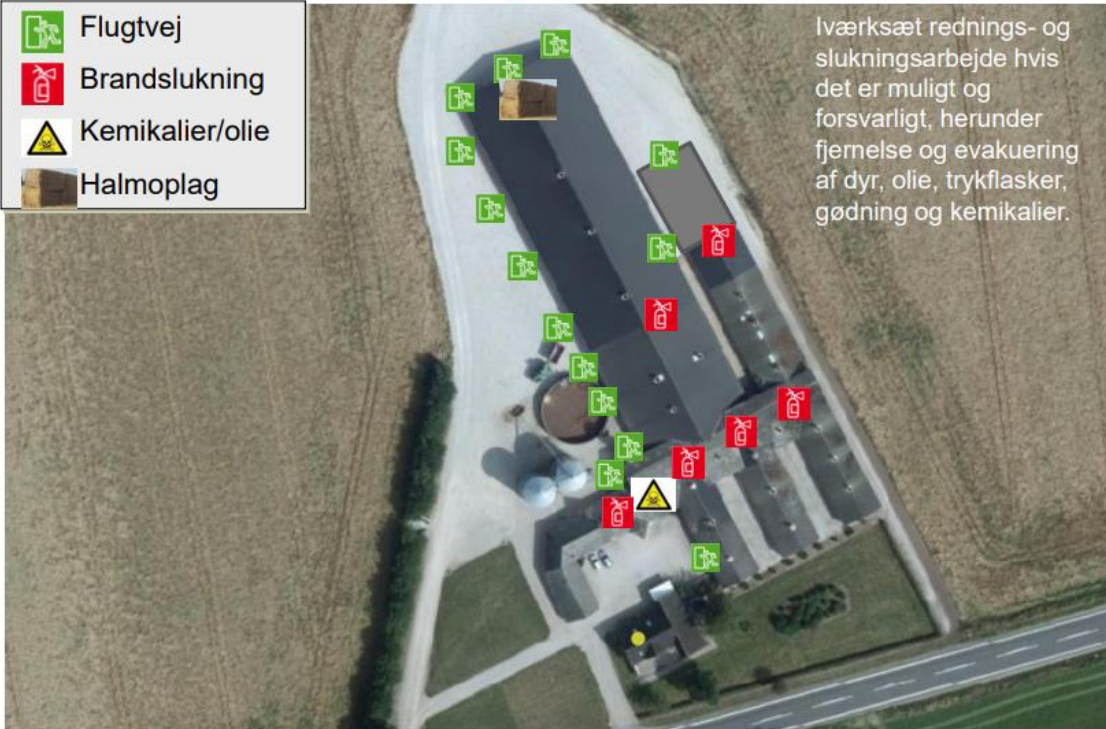 Flugtvej
Brandslukning
Kemikalier/olie
Halmoplag
Iværksæt rednings- og
slukningsarbejde hvis
det er muligt og
forsvarligt, herunder
fjernelse og evakuering
af dyr, olie, trykflasker,
gødning og kemikalier.